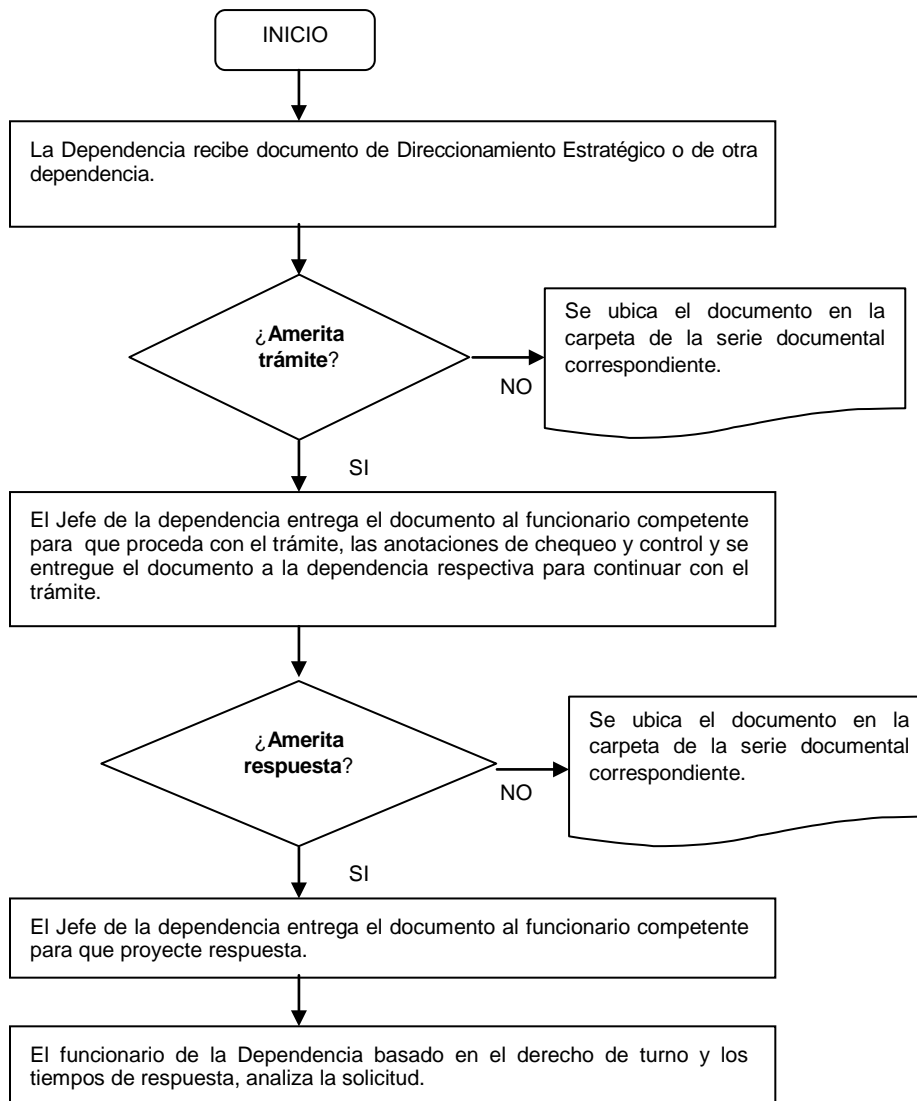 INICIO
La Dependencia recibe documento de Direccionamiento Estratégico o de otra
dependencia.
¿Amerita
trámite?
NO
Se ubica el documento en la
carpeta de la serie documental
correspondiente.
SI
El Jefe de la dependencia entrega el documento al funcionario competente
para que proceda con el trámite, las anotaciones de chequeo y control y se
entregue el documento a la dependencia respectiva para continuar con el
trámite.
¿Amerita
respuesta?
NO
Se ubica el documento en la
carpeta de la serie documental
correspondiente.
SI
El Jefe de la dependencia entrega el documento al funcionario competente
para que proyecte respuesta.
El funcionario de la Dependencia basado en el derecho de turno y los
tiempos de respuesta, analiza la solicitud.